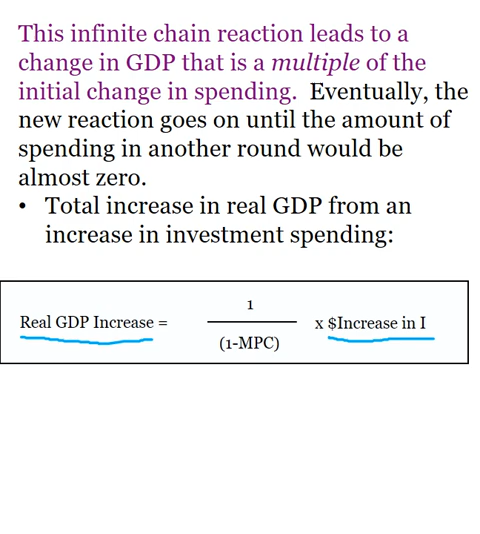 This infinite chain reaction leads to a
change in GDP that is a multiple of the
initial change in spending. Eventually, the
new reaction goes on until the amount of
spending in another round would be
almost zero.
• Total increase in real GDP from an
increase in investment spending:
1
Real GDP Increase = x $Increase in I
(1-MPC)